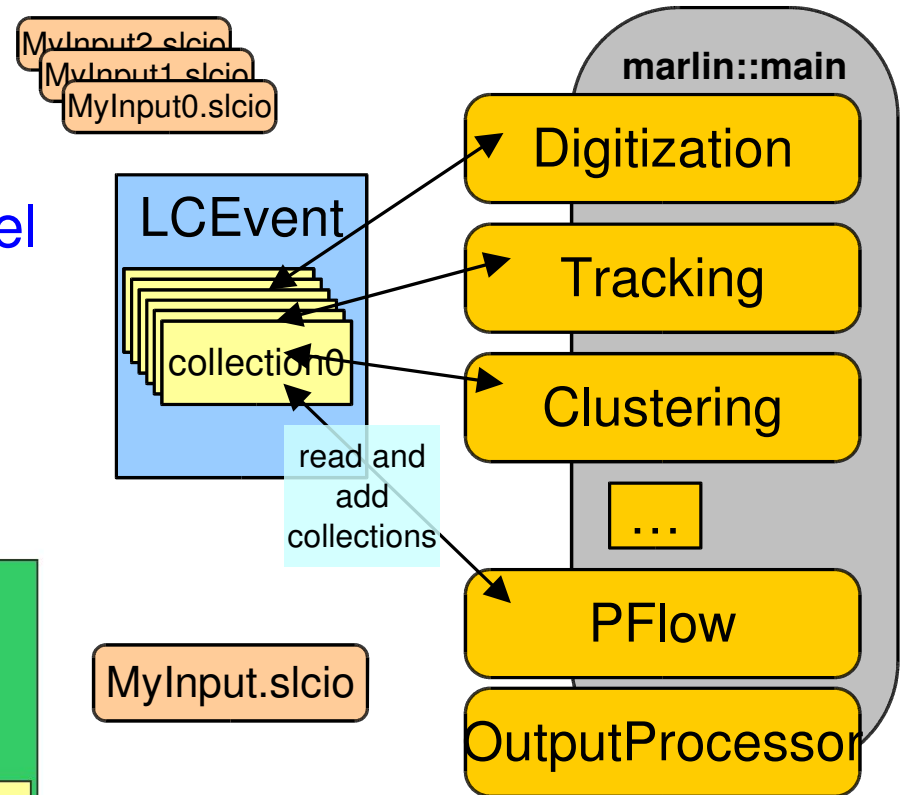 MyInput2.slcio
MyInput1.slcio
MyInput0.slcio
marlin::main
Digitization
LCEvent
el
Tracking
collection0
Clustering
read and
add
collections
...
PFlow
MyInput.slcio
OutputProcessor